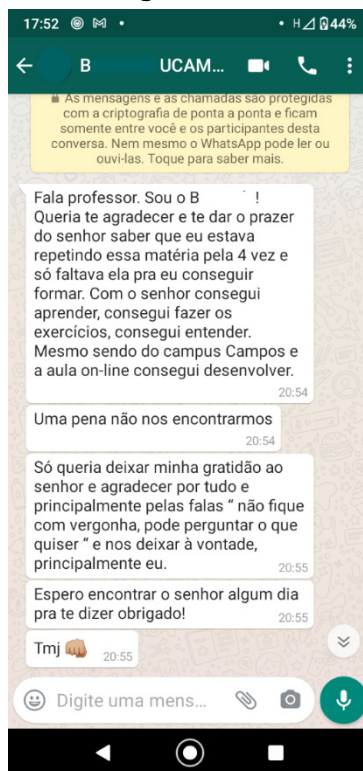 17:52
44%
B UCAM...
As mensagens e as chamadas são protegidas
com a criptografia de ponta a ponta e ficam
somente entre você e os participantes desta
conversa. Nem mesmo o WhatsApp pode ler ou
ouvi-las. Toque para saber mais.
Fala professor. Sou o B !
Queria te agradecer e te dar o prazer
do senhor saber que eu estava
repetindo essa matéria pela 4 vez e
só faltava ela pra eu conseguir
formar. Com o senhor consegui
aprender, consegui fazer os
exercícios, consegui entender.
Mesmo sendo do campus Campos e
a aula on-line consegui desenvolver.
20:54
Uma pena não nos encontrarmos
20:54
Só queria deixar minha gratidão ao
senhor e agradecer por tudo e
principalmente pelas falas “ não fique
com vergonha, pode perguntar o que
quiser “ e nos deixar à vontade,
principalmente eu.
20:55
Espero encontrar o senhor algum dia
pra te dizer obrigado!
20:55
Tmj 👊🏽
20:55
Digite uma mens...